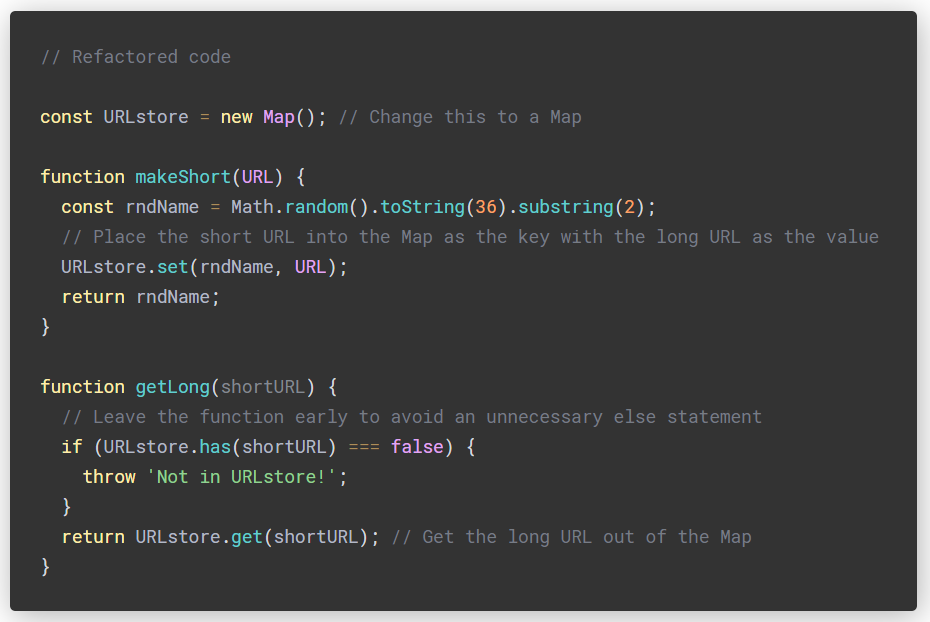 // Refactored code
const URLstore = new Map(); // Change this to a Map
function makeShort(URL) {
const rndName = Math.random().toString(36).substring(2);
// Place the short URL into the Map as the key with the long URL as the value
URLstore.set(rndName, URL);
return rndName;
}
function getLong(shortURL) {
// Leave the function early to avoid an unnecessary else statement
if (URLstore.has(shortURL) === false) {
throw 'Not in URLstore!';
}
return URLstore.get(shortURL); // Get the long URL out of the Map
}